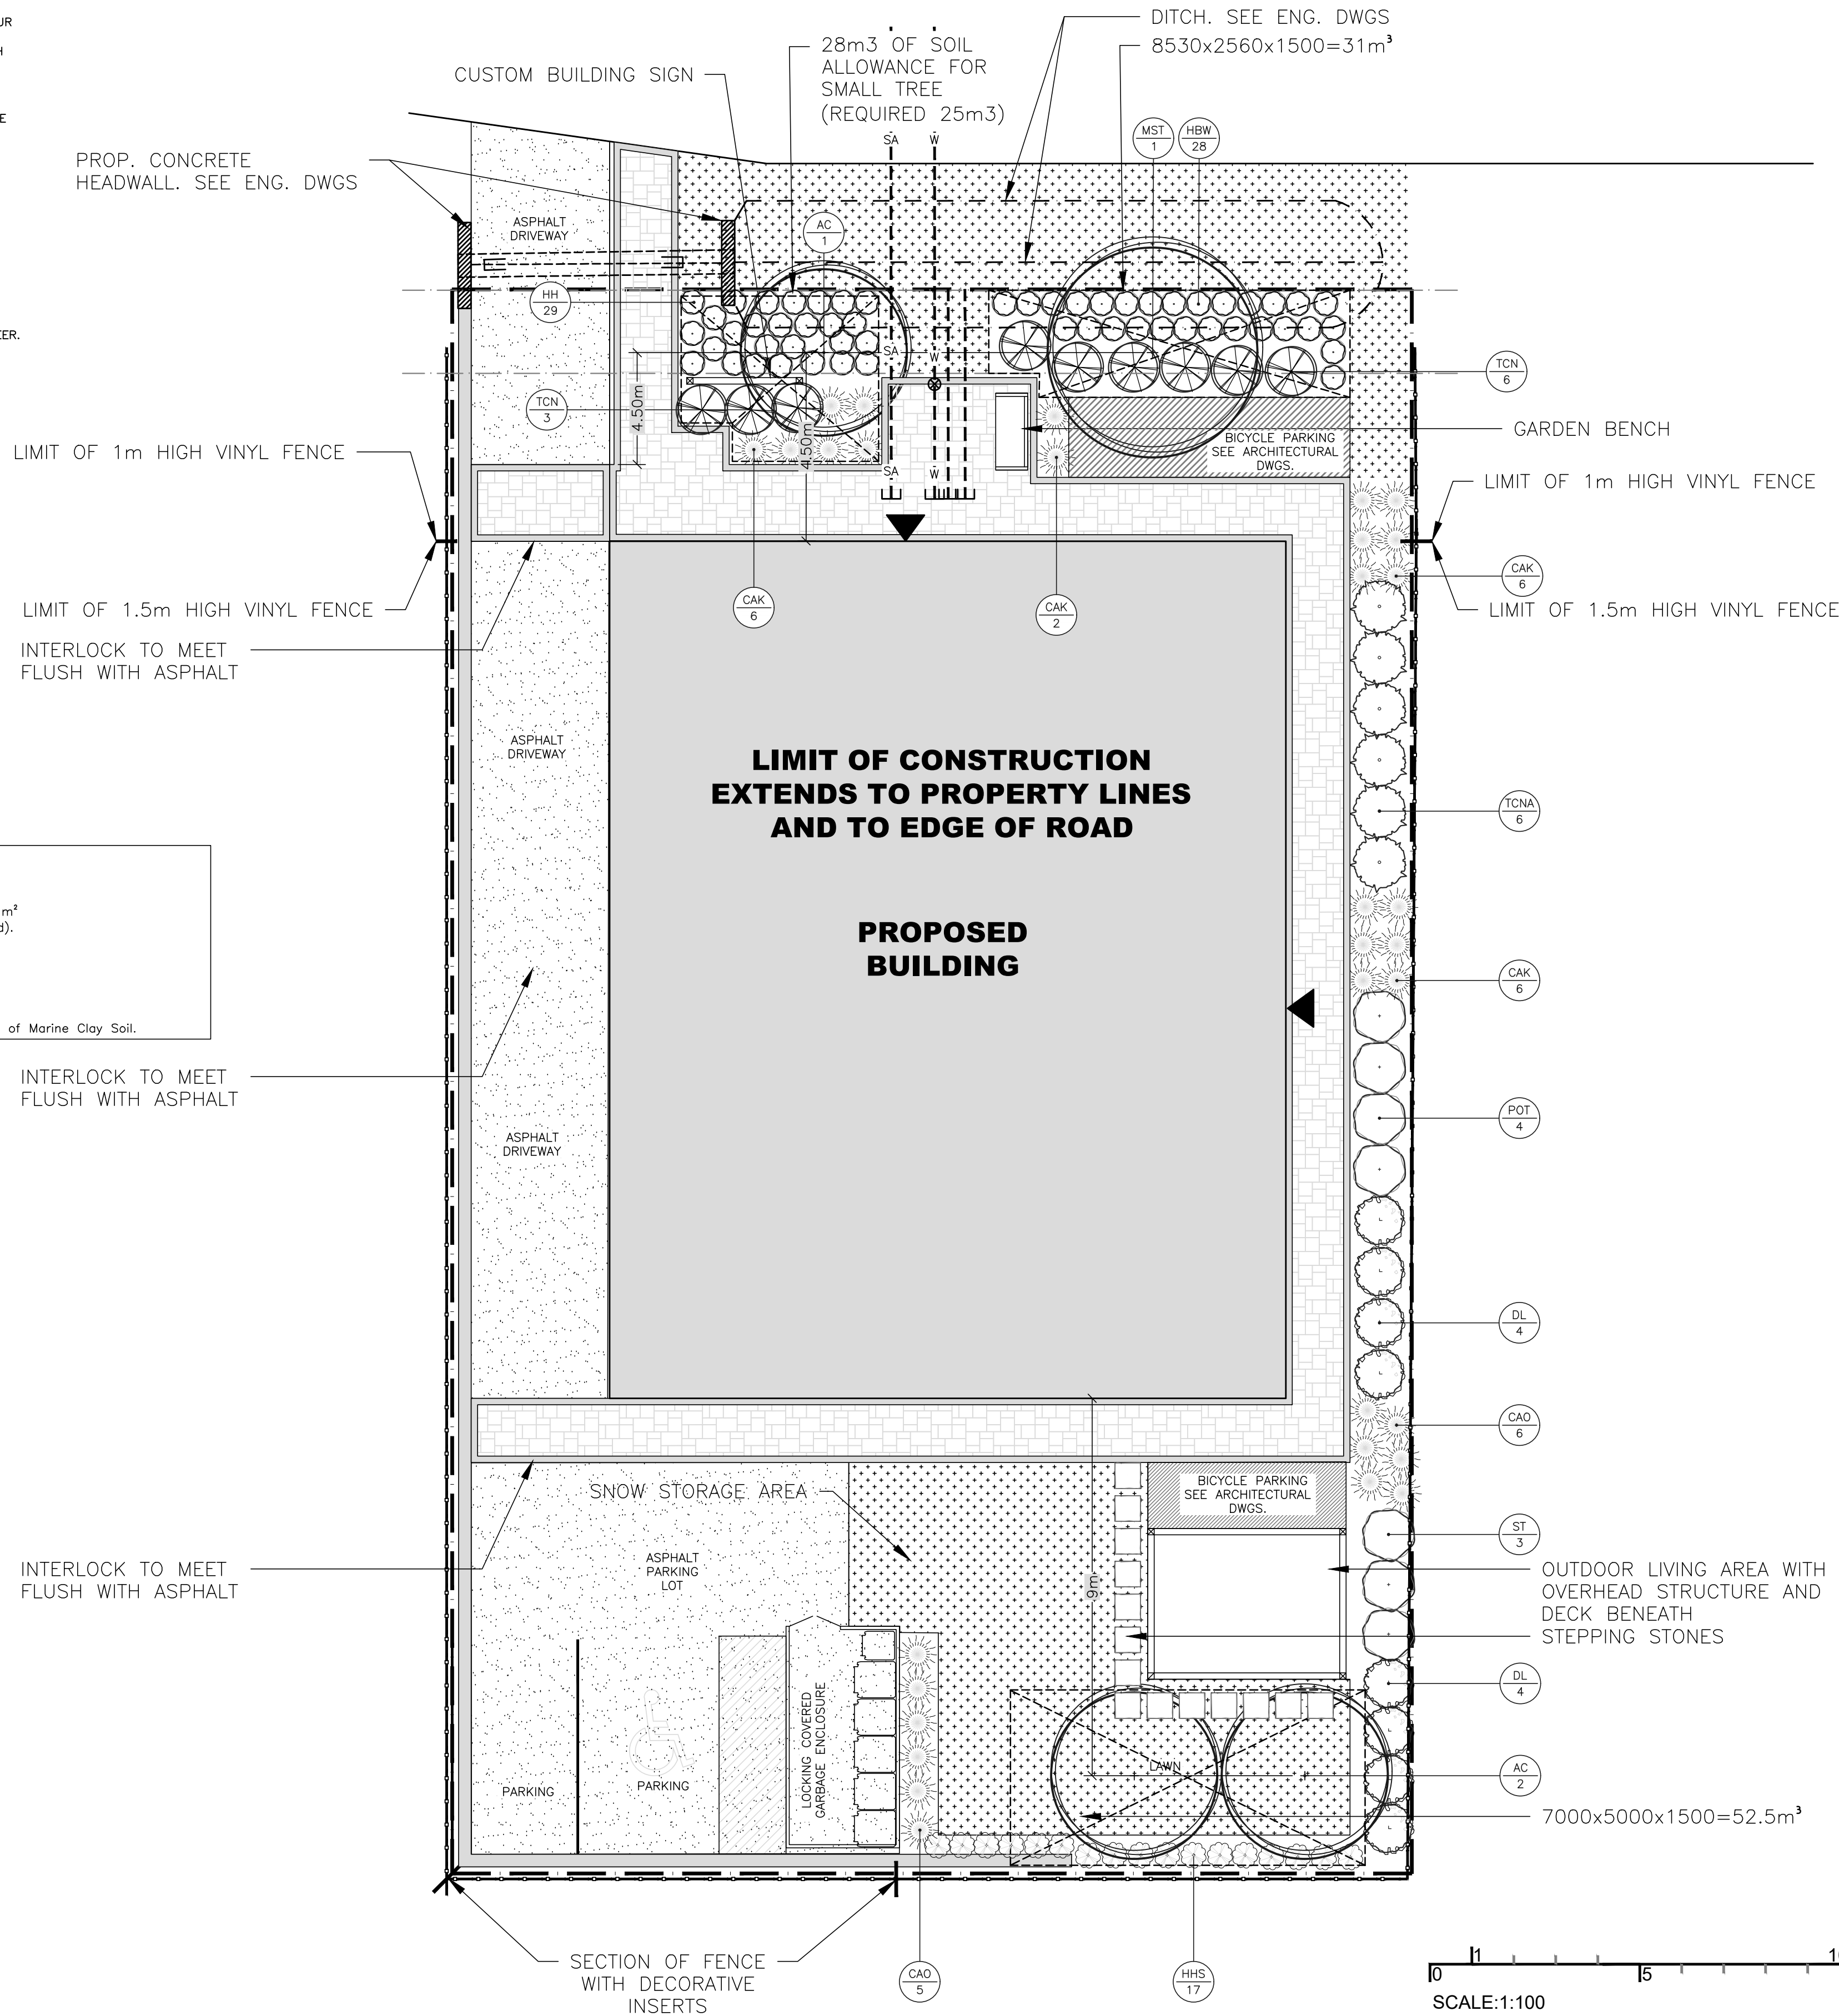 UR
H
E
EER.
DITCH. SEE ENG. DWGS
8530x2560x1500=31m³
28m3 OF SOIL
ALLOWANCE FOR
SMALL TREE
(REQUIRED 25m3)
CUSTOM BUILDING SIGN
PROP. CONCRETE
HEADWALL. SEE ENG. DWGS
SA
W
MST
1
HBW
28
ASPHALT
DRIVEWAY
AC
1
HH
29
SA
W
TCN
3
4.50m
4.50m
TCN
6
GARDEN BENCH
BICYCLE PARKING
SEE ARCHITECTURAL
DWGS.
SA
W
LIMIT OF 1m HIGH VINYL FENCE
LIMIT OF 1m HIGH VINYL FENCE
CAK
6
CAK
2
CAK
6
LIMIT OF 1.5m HIGH VINYL FENCE
LIMIT OF 1.5m HIGH VINYL FENCE
INTERLOCK TO MEET
FLUSH WITH ASPHALT
ASPHALT
DRIVEWAY
LIMIT OF CONSTRUCTION
EXTENDS TO PROPERTY LINES
AND TO EDGE OF ROAD
TCNA
6
PROPOSED
BUILDING
m²
d).
of Marine Clay Soil.
CAK
6
INTERLOCK TO MEET
FLUSH WITH ASPHALT
ASPHALT
DRIVEWAY
POT
4
DL
4
CAO
6
SNOW STORAGE AREA
BICYCLE PARKING
SEE ARCHITECTURAL
DWGS.
ST
3
INTERLOCK TO MEET
FLUSH WITH ASPHALT
ASPHALT
PARKING
LOT
9m
OUTDOOR LIVING AREA WITH
OVERHEAD STRUCTURE AND
DECK BENEATH
STEPPING STONES
DL
4
LOCKING COVERED
GARBAGE ENCLOSURE
PARKING
PARKING
LAWN
AC
2
7000x5000x1500=52.5m³
SECTION OF FENCE
WITH DECORATIVE
INSERTS
CAO
5
HHS
17
0
1
5
SCALE:1:100